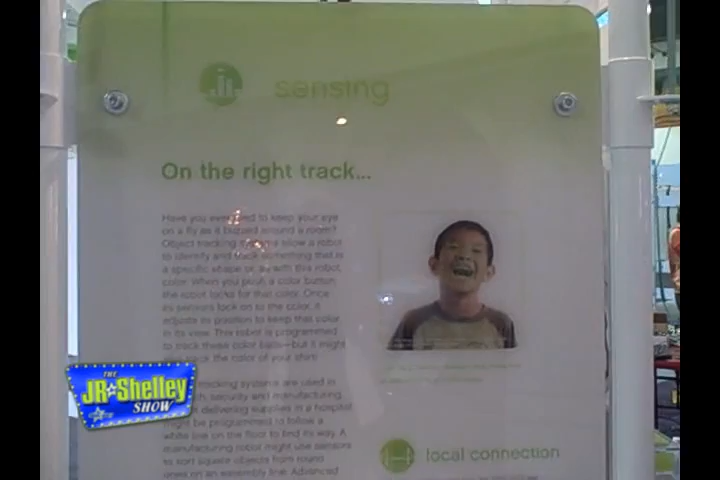 sensing
On the right track...
Have you ever tried to keep your eye
on a fly as it buzzed around a room?
Object tracking systems allow a robot
to identify and track something that is
a specific shape or, as with this robot,
color. When you push a color button,
the robot looks for that color. Once
its sensors lock on to the color, it
adjusts its position to keep that color
in its view. This robot is programmed
to track these color balls—but it might
track the color of your shirt!
tracking systems are used in
security and manufacturing.
delivering supplies in a hospital
might be programmed to follow a
white line on the floor to find its way. A
manufacturing robot might use sensors
to sort square objects from round
ones on an assembly line. Advanced
local connection
THE
JR★Shelley
SHOW